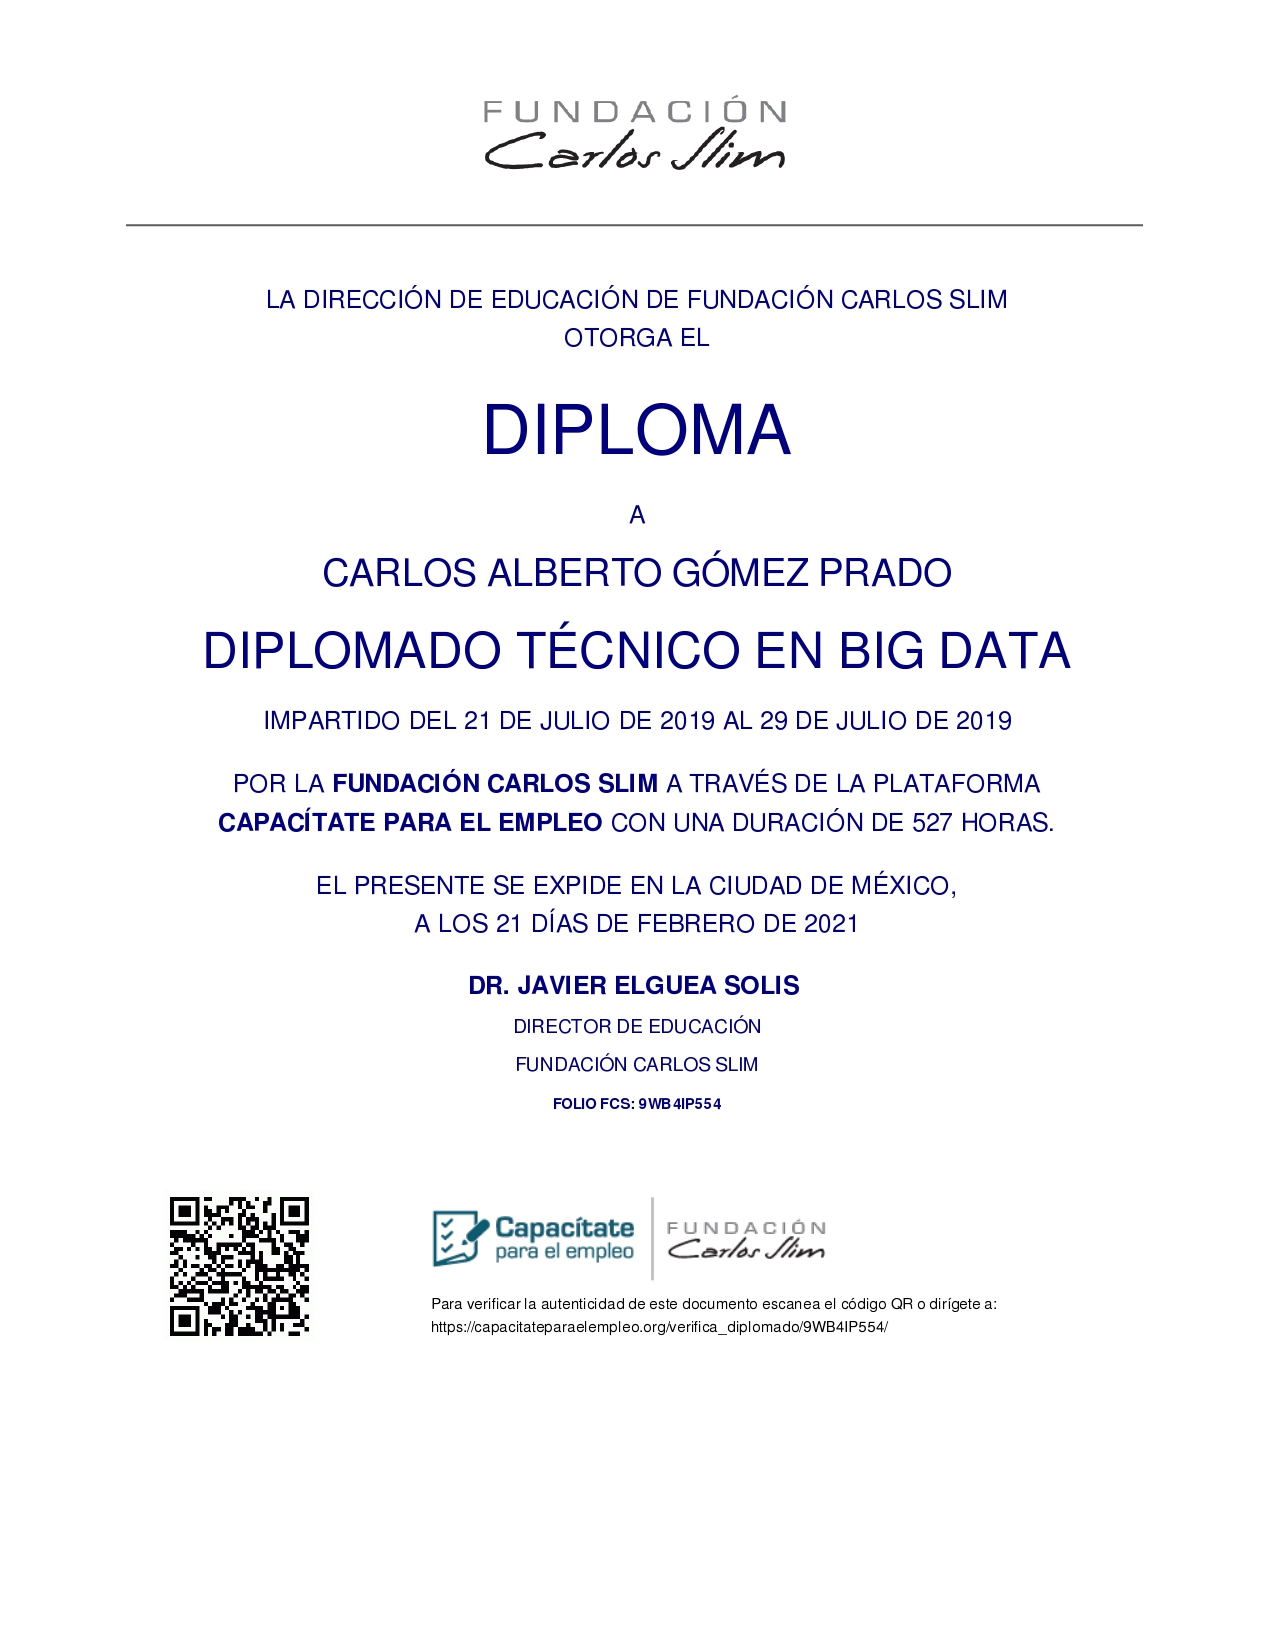 FUNDACIÓN
Carlos Slim
LA DIRECCIÓN DE EDUCACIÓN DE FUNDACIÓN CARLOS SLIM
OTORGA EL
DIPLOMA
A
CARLOS ALBERTO GÓMEZ PRADO
DIPLOMADO TÉCNICO EN BIG DATA
IMPARTIDO DEL 21 DE JULIO DE 2019 AL 29 DE JULIO DE 2019
POR LA FUNDACIÓN CARLOS SLIM A TRAVÉS DE LA PLATAFORMA
CAPACÍTATE PARA EL EMPLEO CON UNA DURACIÓN DE 527 HORAS.
EL PRESENTE SE EXPIDE EN LA CIUDAD DE MÉXICO,
A LOS 21 DÍAS DE FEBRERO DE 2021
DR. JAVIER ELGUEA SOLIS
DIRECTOR DE EDUCACIÓN
FUNDACIÓN CARLOS SLIM
FOLIO FCS: 9WB4IP554
Capacítate
para el empleo
FUNDACIÓN
Carlos Slim
Para verificar la autenticidad de este documento escanea el código QR o dirígete a:
https://capacitateparaelempleo.org/verifica_diplomado/9WB4IP554/